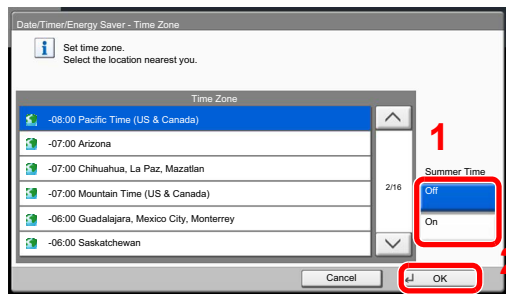 Date/Timer/Energy Saver - Time Zone
Set time zone.
Select the location nearest you.
Time Zone
-08:00 Pacific Time (US & Canada)
-07:00 Arizona
-07:00 Chihuahua, La Paz, Mazatlan
-07:00 Mountain Time (US & Canada)
-06:00 Guadalajara, Mexico City, Monterrey
-06:00 Saskatchewan
2/16
1
Summer Time
Off
On
Cancel
OK